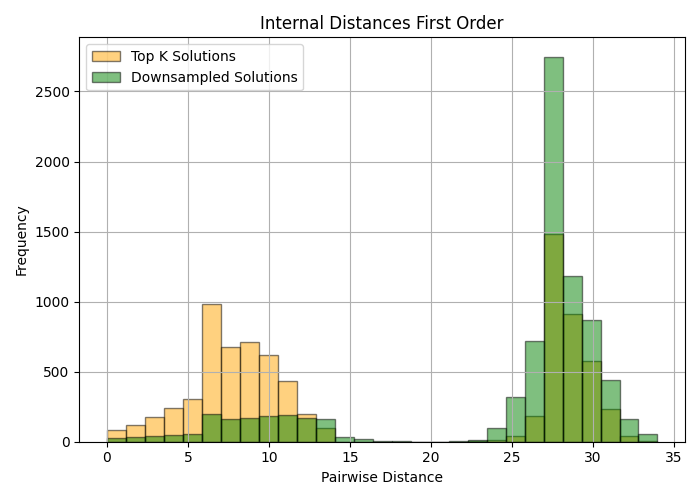 Internal Distances First Order
Top K Solutions
Downsampled Solutions
Frequency
2500
2000
1500
1000
500
0
0 5 10 15 20 25 30 35
Pairwise Distance